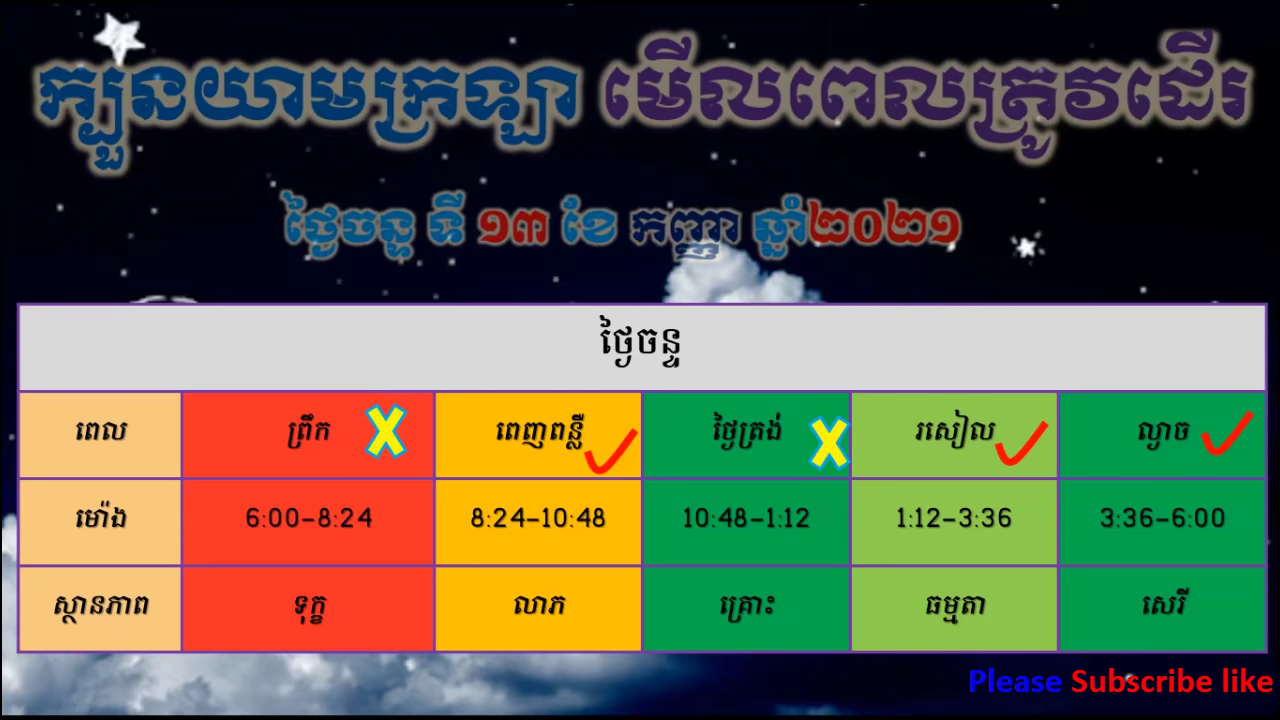 ក្បួនយាមក្រឡា មើលពេលត្រូវដើរ
ថ្ងៃចន្ទ ទី ១៣ ខែ កញ្ញា ឆ្នាំ២០២១
ថ្ងៃចន្ទ
ពេល ព្រឹក ពេញពន្លឺ ថ្ងៃត្រង់ រសៀល ល្ងាច
ម៉ោង 6:00-8:24 8:24-10:48 10:48-1:12 1:12-3:36 3:36-6:00
ស្ថានភាព ទុក្ខ លាភ គ្រោះ ធម្មតា សេរី
Please Subscribe like